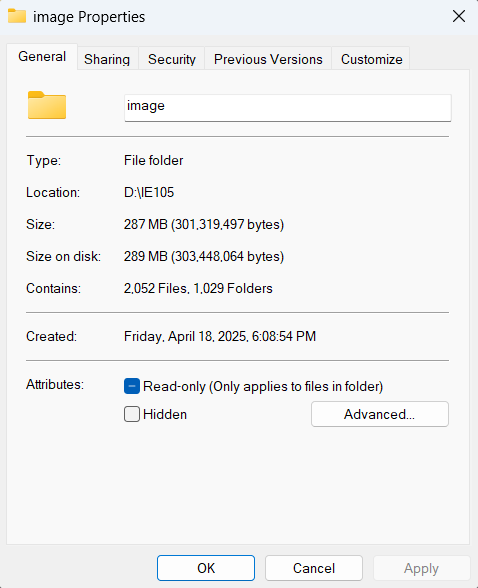 image Properties
General Sharing Security Previous Versions Customize
image
Type: File folder
Location: D:\IE105
Size: 287 MB (301,319,497 bytes)
Size on disk: 289 MB (303,448,064 bytes)
Contains: 2,052 Files, 1,029 Folders
Created: Friday, April 18, 2025, 6:08:54 PM
Attributes: Read-only (Only applies to files in folder)
Hidden Advanced...
OK Cancel Apply